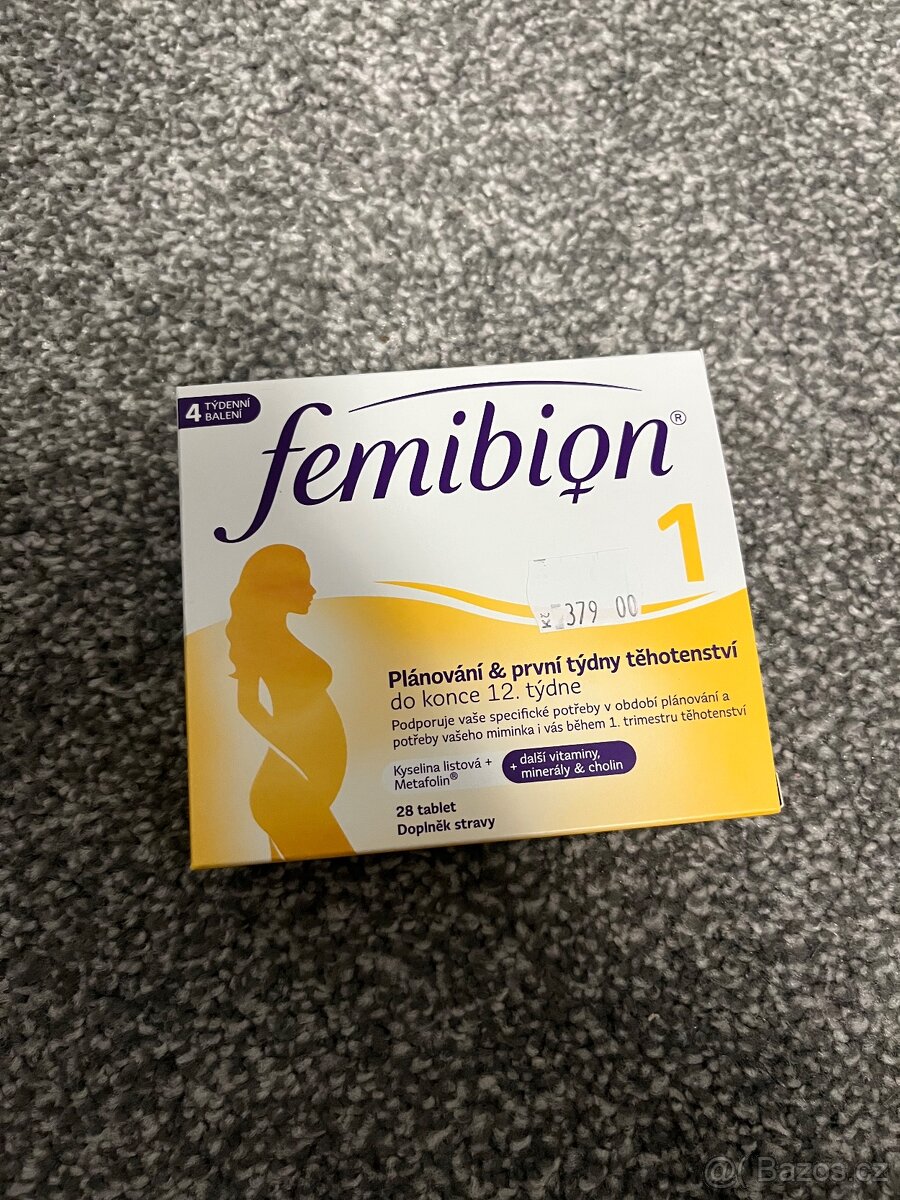 4 TÝDENNÍ
BALENÍ
femibion®
1
Kč 379 00
Plánování & první týdny těhotenství
do konce 12. týdne
Podporuje vaše specifické potřeby v období plánování a
potřeby vašeho miminka i vás během 1. trimestru těhotenství
Kyselina listová +
Metafolin®
+ další vitaminy,
minerály & cholin
28 tablet
Doplněk stravy
@ Bazos.cz